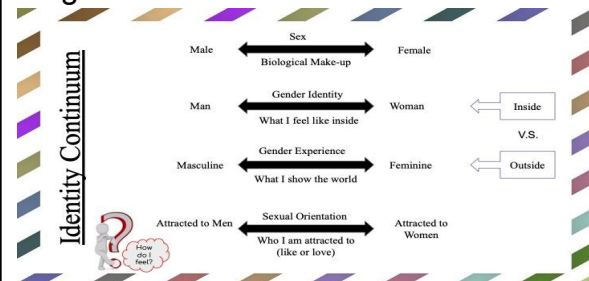 Identity Continuum
Sex
Male
Female
Biological Make-up
Gender Identity
Man
Woman
What I feel like inside
Inside
V.S.
Gender Experience
Masculine
Feminine
What I show the world
Outside
Sexual Orientation
Attracted to Men
Attracted to
Women
Who I am attracted to
(like or love)
How
do I
feel?